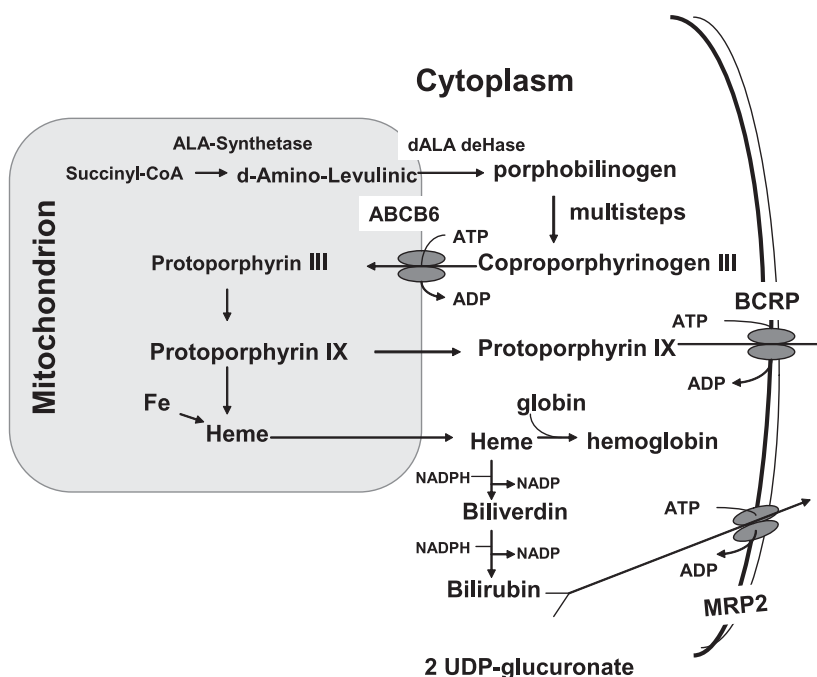 Cytoplasm
ALA-Synthetase
dALA deHase
Succinyl-CoA
d-Amino-Levulinic
porphobilinogen
ABCB6
multisteps
ATP
Protoporphyrin III
Coproporphyrinogen III
ADP
BCRP
ATP
Mitochondrion
Protoporphyrin IX
Protoporphyrin IX
ADP
Fe
globin
Heme
Heme
hemoglobin
NADPH
NADP
Biliverdin
ATP
NADPH
NADP
ADP
Bilirubin
MRP2
2 UDP-glucuronate